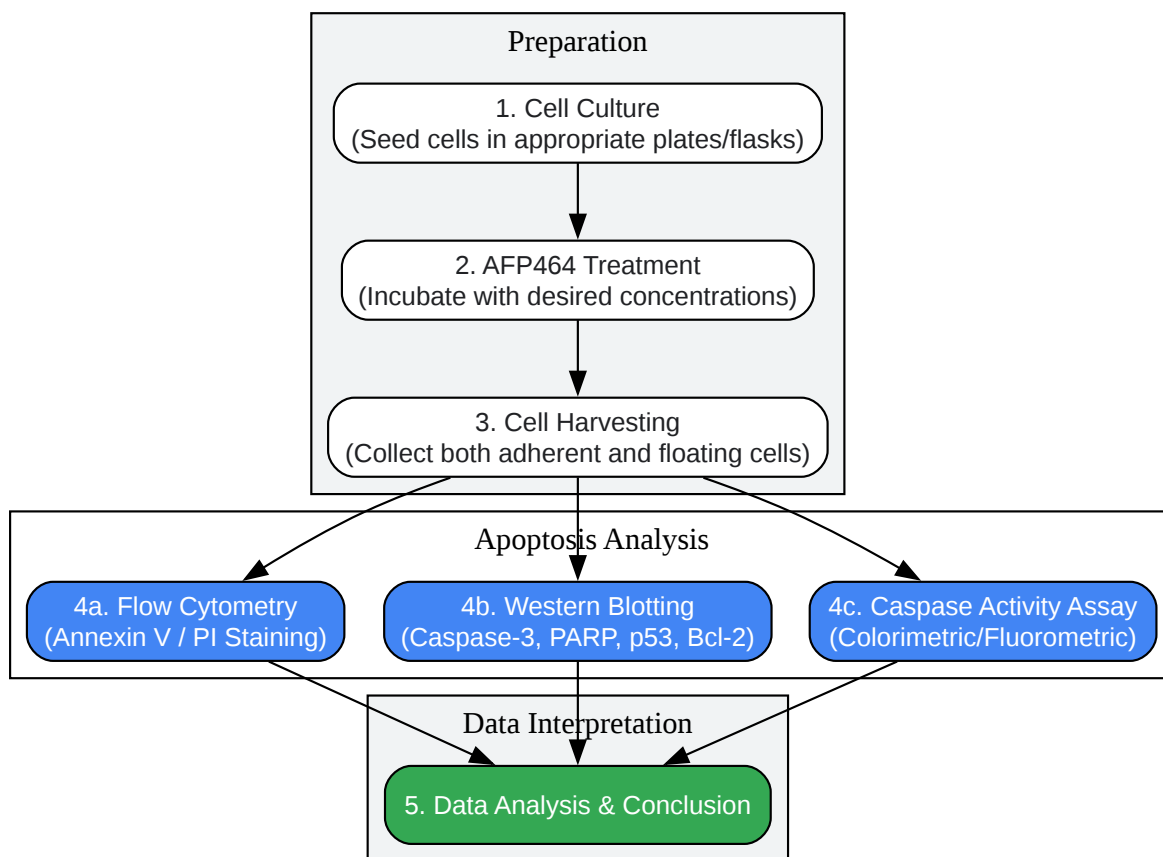 Preparation
1. Cell Culture
(Seed cells in appropriate plates/flasks)
2. AFP464 Treatment
(Incubate with desired concentrations)
3. Cell Harvesting
(Collect both adherent and floating cells)
Apoptosis Analysis
4a. Flow Cytometry
(Annexin V / PI Staining)
4b. Western Blotting
(Caspase-3, PARP, p53, Bcl-2)
4c. Caspase Activity Assay
(Colorimetric/Fluorometric)
Data Interpretation
5. Data Analysis & Conclusion